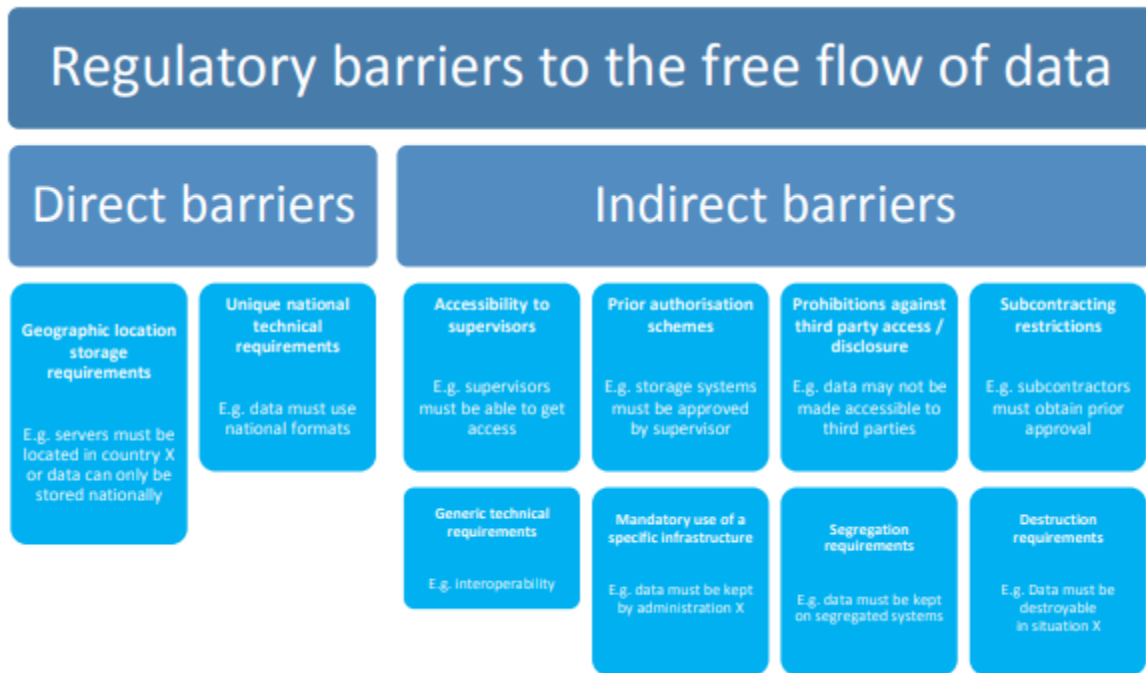 Regulatory barriers to the free flow of data
Direct barriers
Indirect barriers
Geographic location
storage
requirements
E.g. servers must be
located in country X
or data can only be
stored nationally
Unique national
technical
requirements
E.g. data must use
national formats
Accessibility to
supervisors
E.g. supervisors
must be able to get
access
Prior authorisation
schemes
E.g. storage systems
must be approved
by supervisor
Prohibitions against
third party access /
disclosure
E.g. data may not be
made accessible to
third parties
Subcontracting
restrictions
E.g. subcontractors
must obtain prior
approval
Generic technical
requirements
E.g. interoperability
Mandatory use of a
specific infrastructure
E.g. data must be kept
by administration X
Segregation
requirements
E.g. data must be kept
on segregated systems
Destruction
requirements
E.g. Data must be
destroyable
in situation X